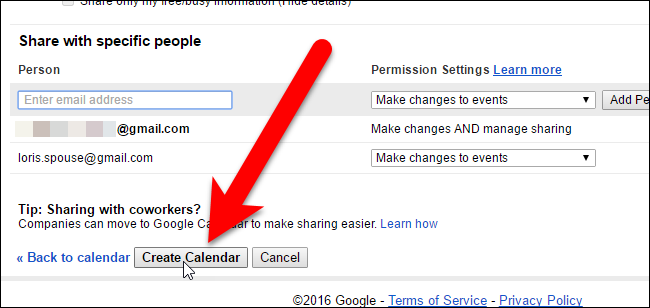 Share only my free/busy information (Hide details)
Share with specific people
Person Permission Settings Learn more
Enter email address Make changes to events Add Pe
@gmail.com Make changes AND manage sharing
loris.spouse@gmail.com Make changes to events
Tip: Sharing with coworkers?
Companies can move to Google Calendar to make sharing easier. Learn how
« Back to calendar Create Calendar Cancel
©2016 Google - Terms of Service - Privacy Policy